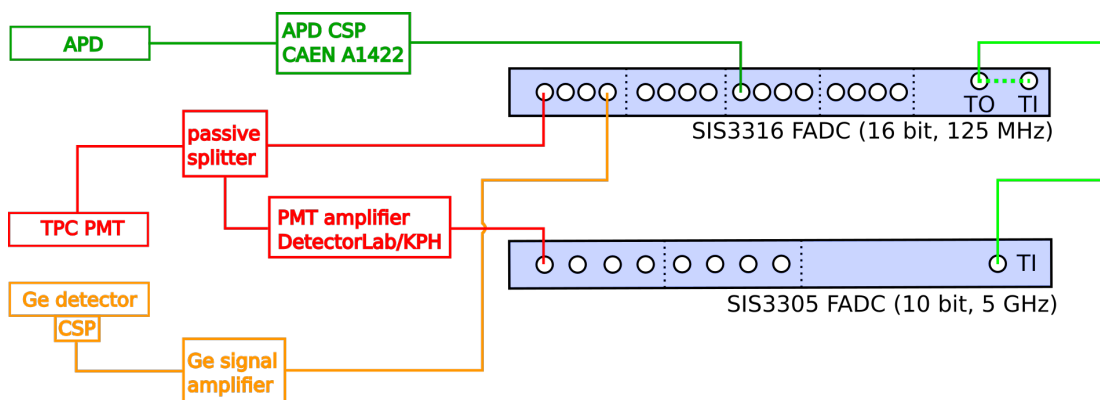 APD
APD CSP
CAEN A1422
TO
TI
SIS3316 FADC (16 bit, 125 MHz)
passive
splitter
TPC PMT
PMT amplifier
DetectorLab/KPH
TI
SIS3305 FADC (10 bit, 5 GHz)
Ge detector
CSP
Ge signal
amplifier